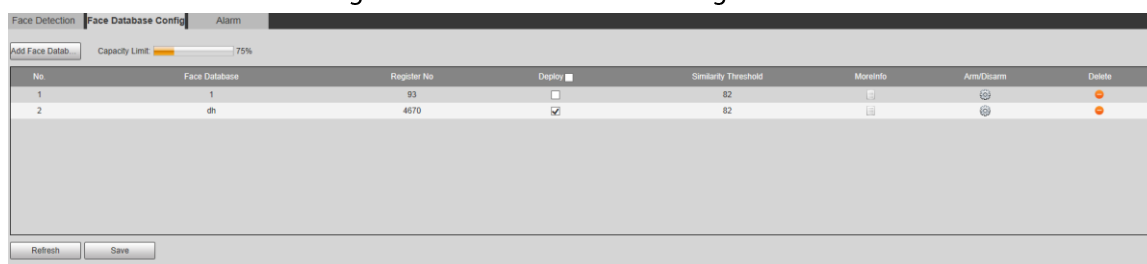 Face Detection Face Database Config Alarm
Add Face Datab... Capacity Limit: 75%
No. Face Database Register No Deploy Similarity Threshold MoreInfo Arm/Disarm Delete
1 1 93 82
2 dh 4670 82
Refresh Save